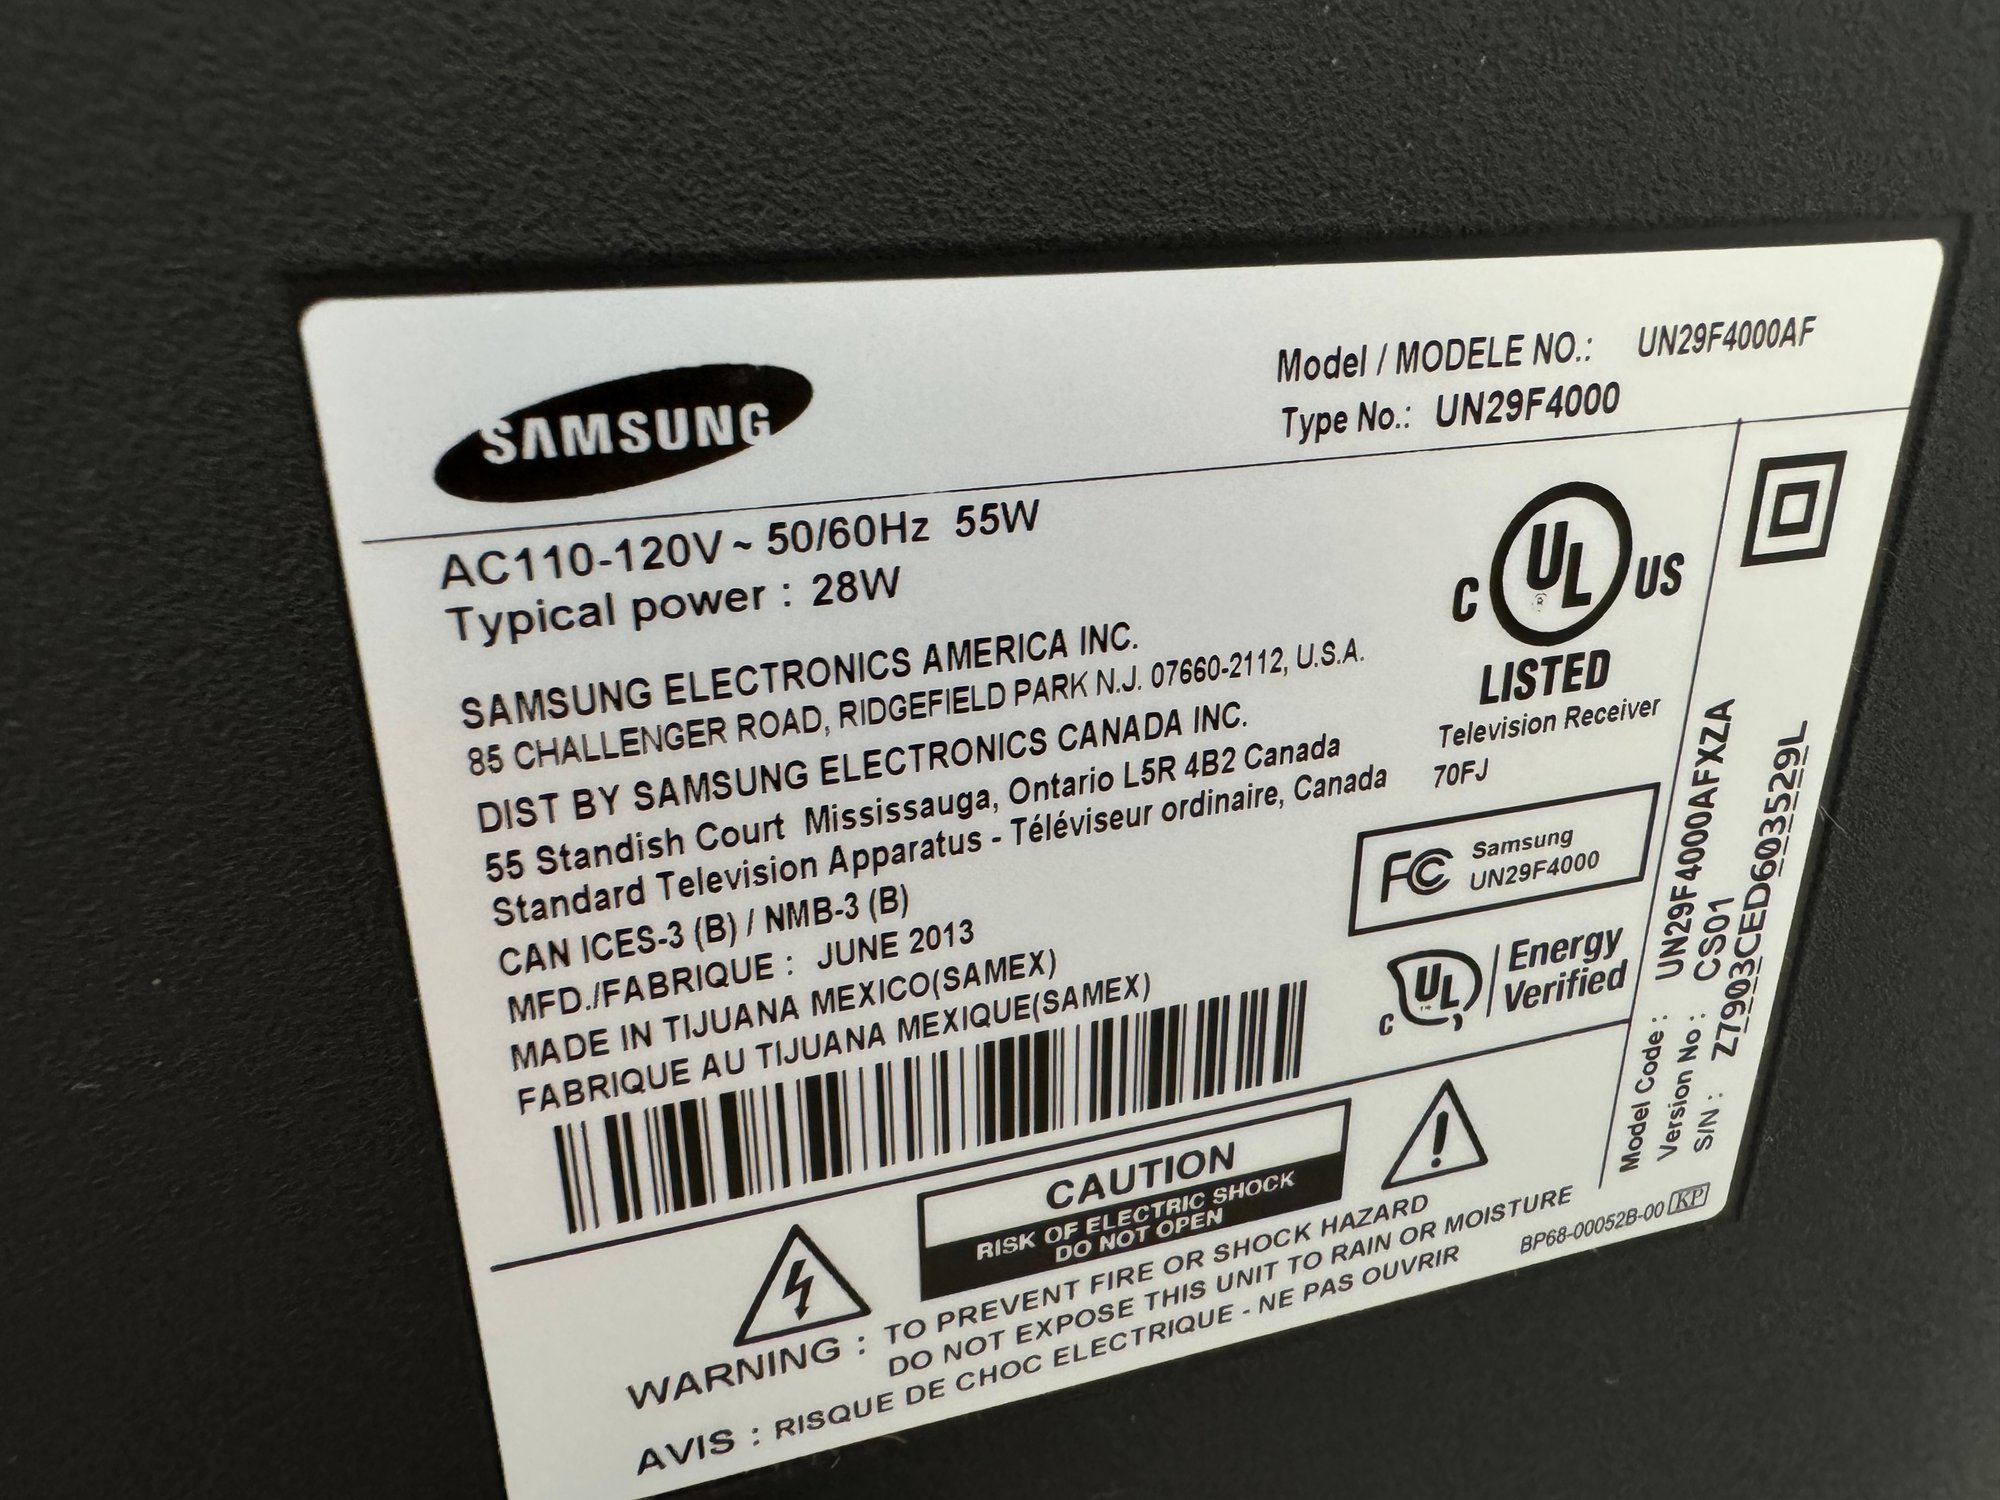 SAMSUNG
Model / MODELE NO.: UN29F4000AF
Type No.: UN29F4000
AC110-120V ~ 50/60Hz 55W
Typical power : 28W
SAMSUNG ELECTRONICS AMERICA INC.
85 CHALLENGER ROAD, RIDGEFIELD PARK N.J. 07660-2112, U.S.A.
DIST BY SAMSUNG ELECTRONICS CANADA INC.
55 Standish Court Mississauga, Ontario L5R 4B2 Canada
Standard Television Apparatus - Téléviseur ordinaire, Canada
CAN ICES-3 (B) / NMB-3 (B)
MFD./FABRIQUE : JUNE 2013
MADE IN TIJUANA MEXICO(SAMEX)
FABRIQUE AU TIJUANA MEXIQUE(SAMEX)
C UL ® US
LISTED
Television Receiver
70FJ
FC Samsung
UN29F4000
C UL Energy
Verified
Model Code : UN29F4000AFXZA
Version No : CS01
S/N : Z7903CED603529L
CAUTION
RISK OF ELECTRIC SHOCK
DO NOT OPEN
WARNING : TO PREVENT FIRE OR SHOCK HAZARD
DO NOT EXPOSE THIS UNIT TO RAIN OR MOISTURE
AVIS : RISQUE DE CHOC ELECTRIQUE - NE PAS OUVRIR
BP68-00052B-00 KP